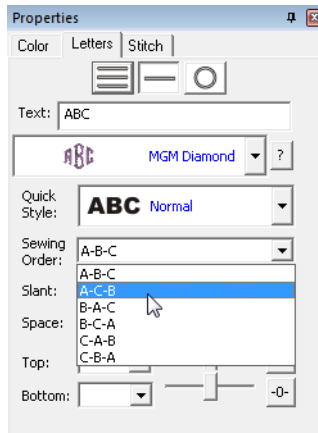 Properties
Color Letters Stitch
Text: ABC
ABC MGM Diamond ?
Quick Style: ABC Normal
Sewing Order: A-B-C
A-B-C
Slant: A-C-B
B-A-C
Space: B-C-A
C-A-B
Top: C-B-A
Bottom: -0-